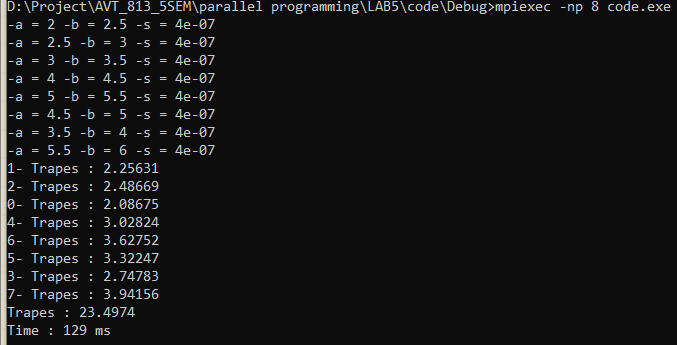 D:\Project\AVT_813_5SEM\parallel programming\LAB5\code\Debug>mpiexec -np 8 code.exe
-a = 2 -b = 2.5 -s = 4e-07
-a = 2.5 -b = 3 -s = 4e-07
-a = 3 -b = 3.5 -s = 4e-07
-a = 4 -b = 4.5 -s = 4e-07
-a = 5 -b = 5.5 -s = 4e-07
-a = 4.5 -b = 5 -s = 4e-07
-a = 3.5 -b = 4 -s = 4e-07
-a = 5.5 -b = 6 -s = 4e-07
1- Trapes : 2.25631
2- Trapes : 2.48669
0- Trapes : 2.08675
4- Trapes : 3.02824
6- Trapes : 3.62752
5- Trapes : 3.32247
3- Trapes : 2.74783
7- Trapes : 3.94156
Trapes : 23.4974
Time : 129 ms